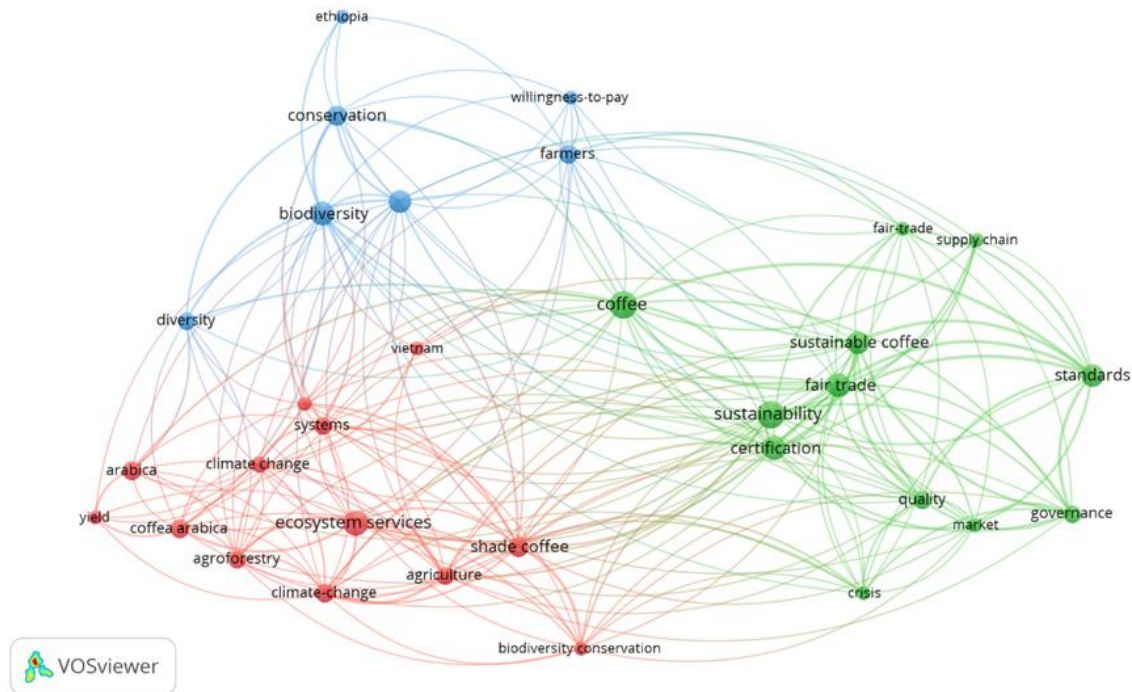 ethiopia
willingness-to-pay
conservation
farmers
biodiversity
fair-trade
supply chain
coffee
diversity
sustainable coffee
vietnam
standards
fair trade
sustainability
systems
certification
climate change
arabica
quality
governance
yield
ecosystem services
market
coffea arabica
shade coffee
agroforestry
agriculture
climate-change
crisis
biodiversity conservation
VOSviewer